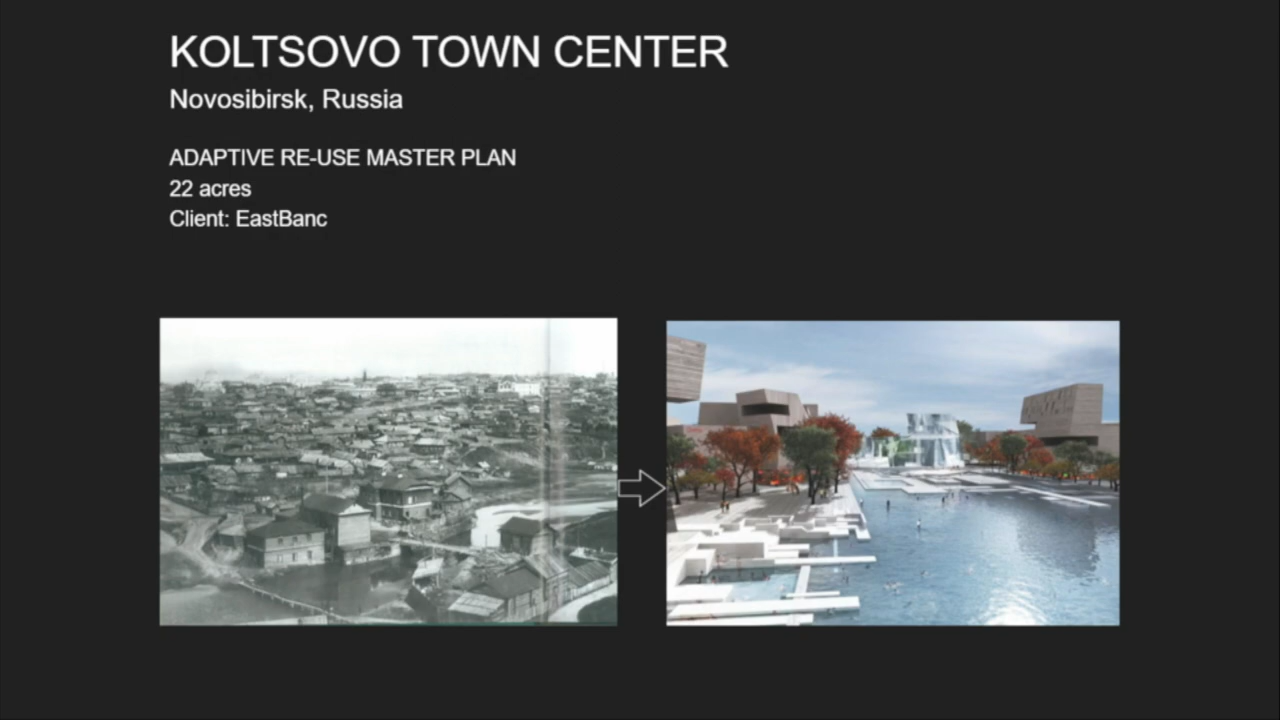 KOLTSOVO TOWN CENTER
Novosibirsk, Russia
ADAPTIVE RE-USE MASTER PLAN
22 acres
Client: EastBanc